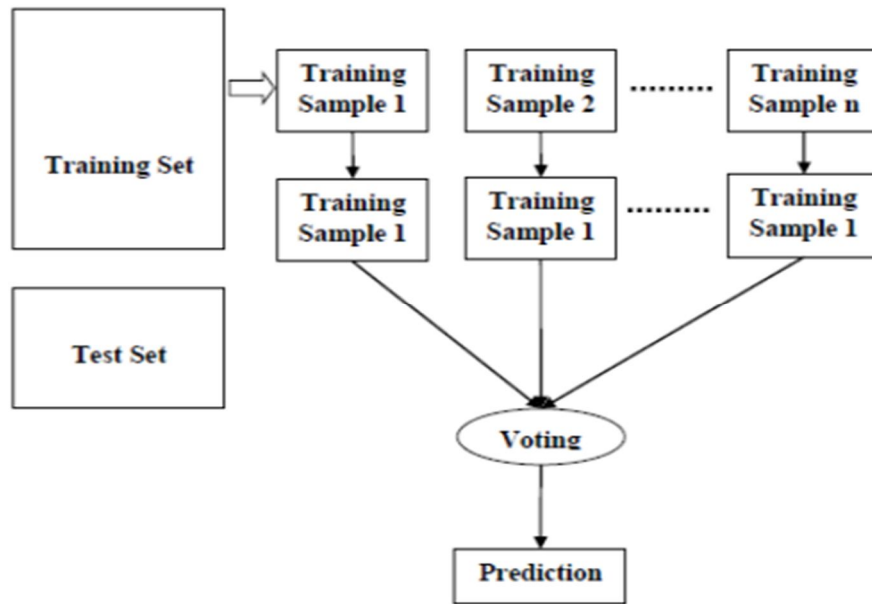 Training Set
Training
Sample 1
Training
Sample 2
Training
Sample n
Training
Sample 1
Training
Sample 1
Training
Sample 1
Test Set
Voting
Prediction